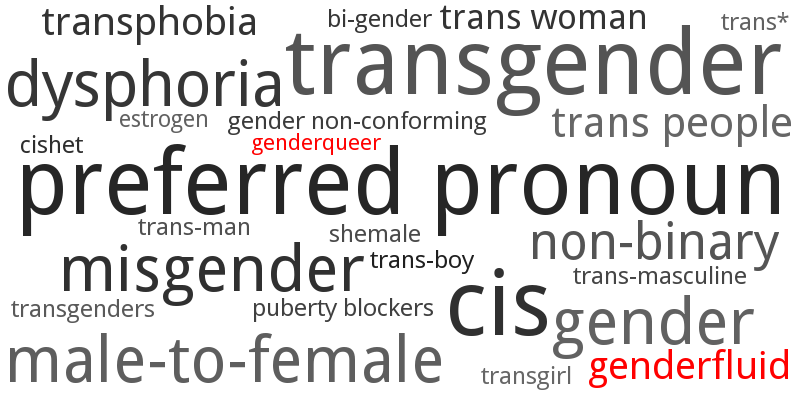 transphobia
bi-gender
trans woman
trans*
dysphoria
transgender
estrogen
gender non-conforming
trans people
cishet
genderqueer
preferred pronoun
trans-man
shemale
non-binary
misgender
trans-boy
trans-masculine
transgenders
puberty blockers
cis
gender
male-to-female
transgirl
genderfluid